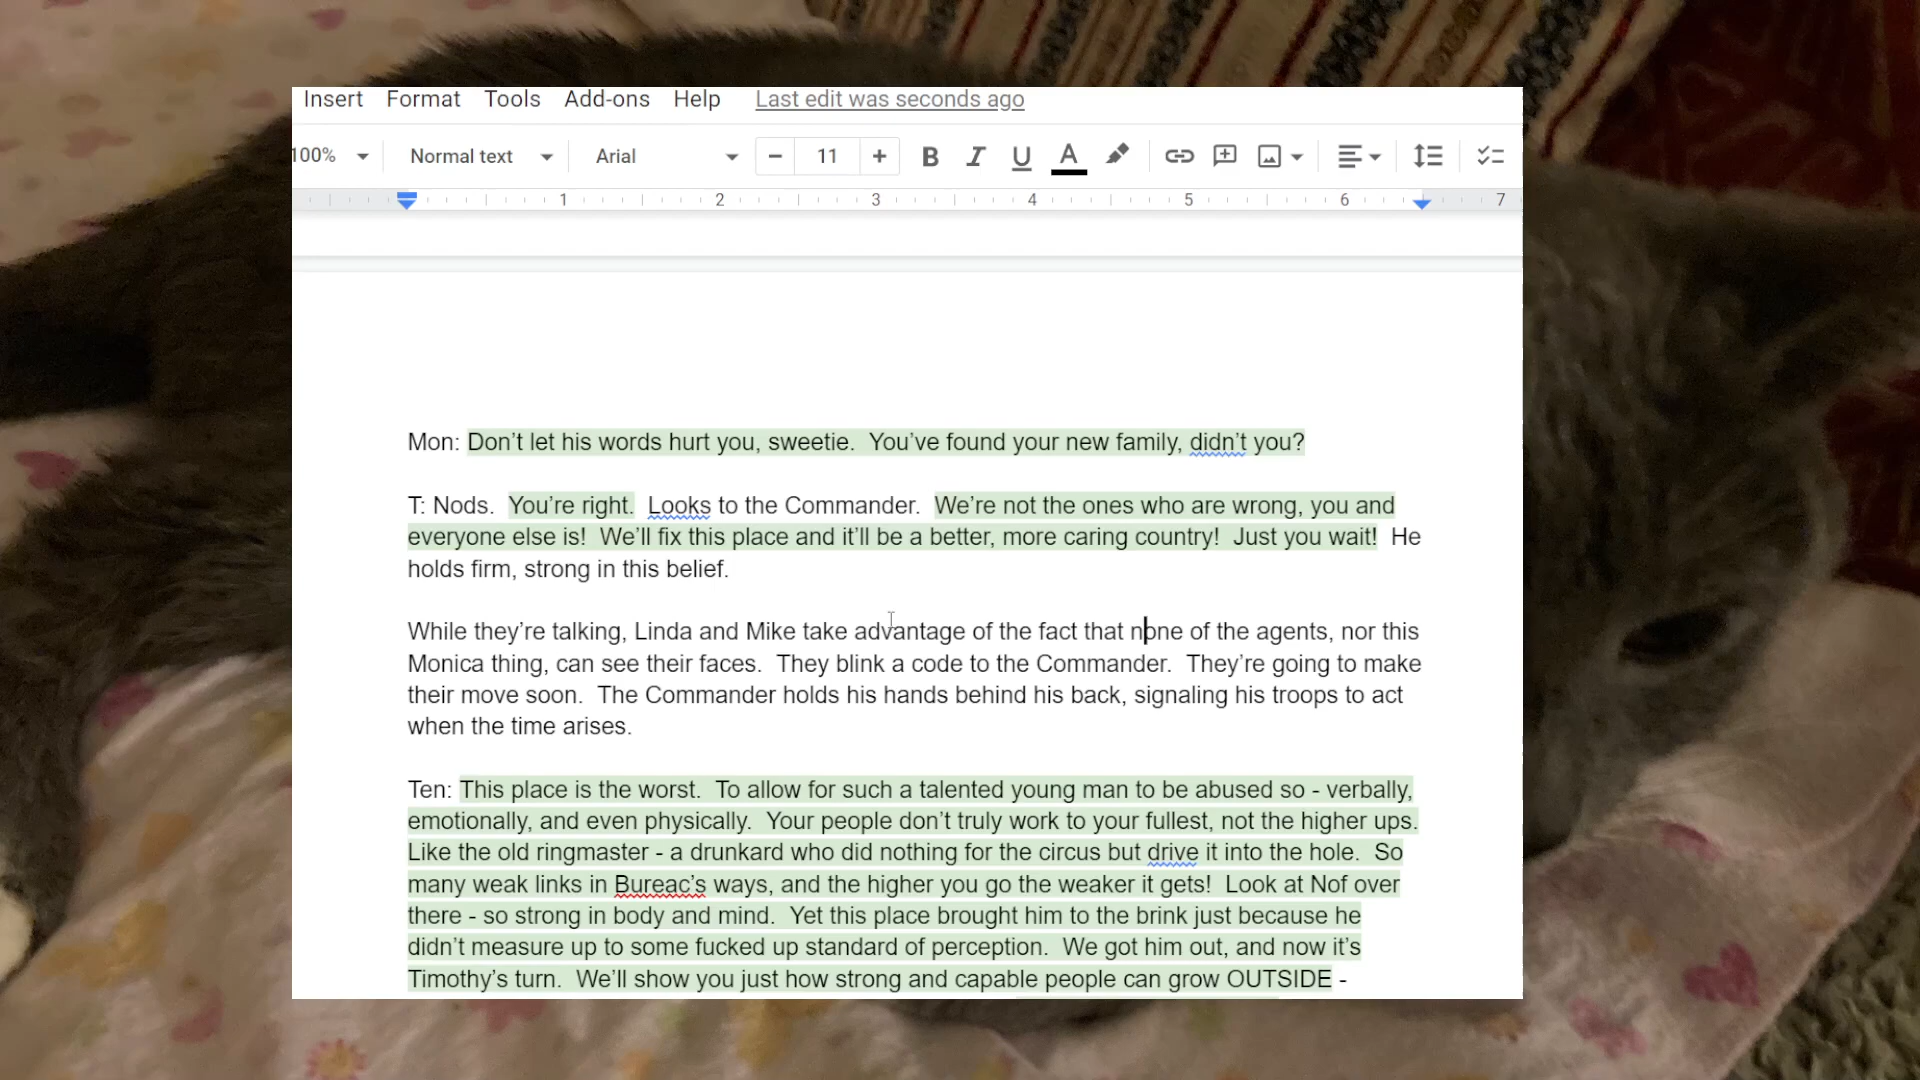 Insert Format Tools Add-ons Help Last edit was seconds ago
100% Normal text Arial 11 B I U A
1 2 3 4 5 6 7
Mon: Don’t let his words hurt you, sweetie. You’ve found your new family, didn’t you?
T: Nods. You’re right. Looks to the Commander. We’re not the ones who are wrong, you and
everyone else is! We’ll fix this place and it’ll be a better, more caring country! Just you wait! He
holds firm, strong in this belief.
While they’re talking, Linda and Mike take advantage of the fact that none of the agents, nor this
Monica thing, can see their faces. They blink a code to the Commander. They’re going to make
their move soon. The Commander holds his hands behind his back, signaling his troops to act
when the time arises.
Ten: This place is the worst. To allow for such a talented young man to be abused so - verbally,
emotionally, and even physically. Your people don’t truly work to your fullest, not the higher ups.
Like the old ringmaster - a drunkard who did nothing for the circus but drive it into the hole. So
many weak links in Bureac’s ways, and the higher you go the weaker it gets! Look at Nof over
there - so strong in body and mind. Yet this place brought him to the brink just because he
didn’t measure up to some fucked up standard of perception. We got him out, and now it’s
Timothy’s turn. We’ll show you just how strong and capable people can grow OUTSIDE -